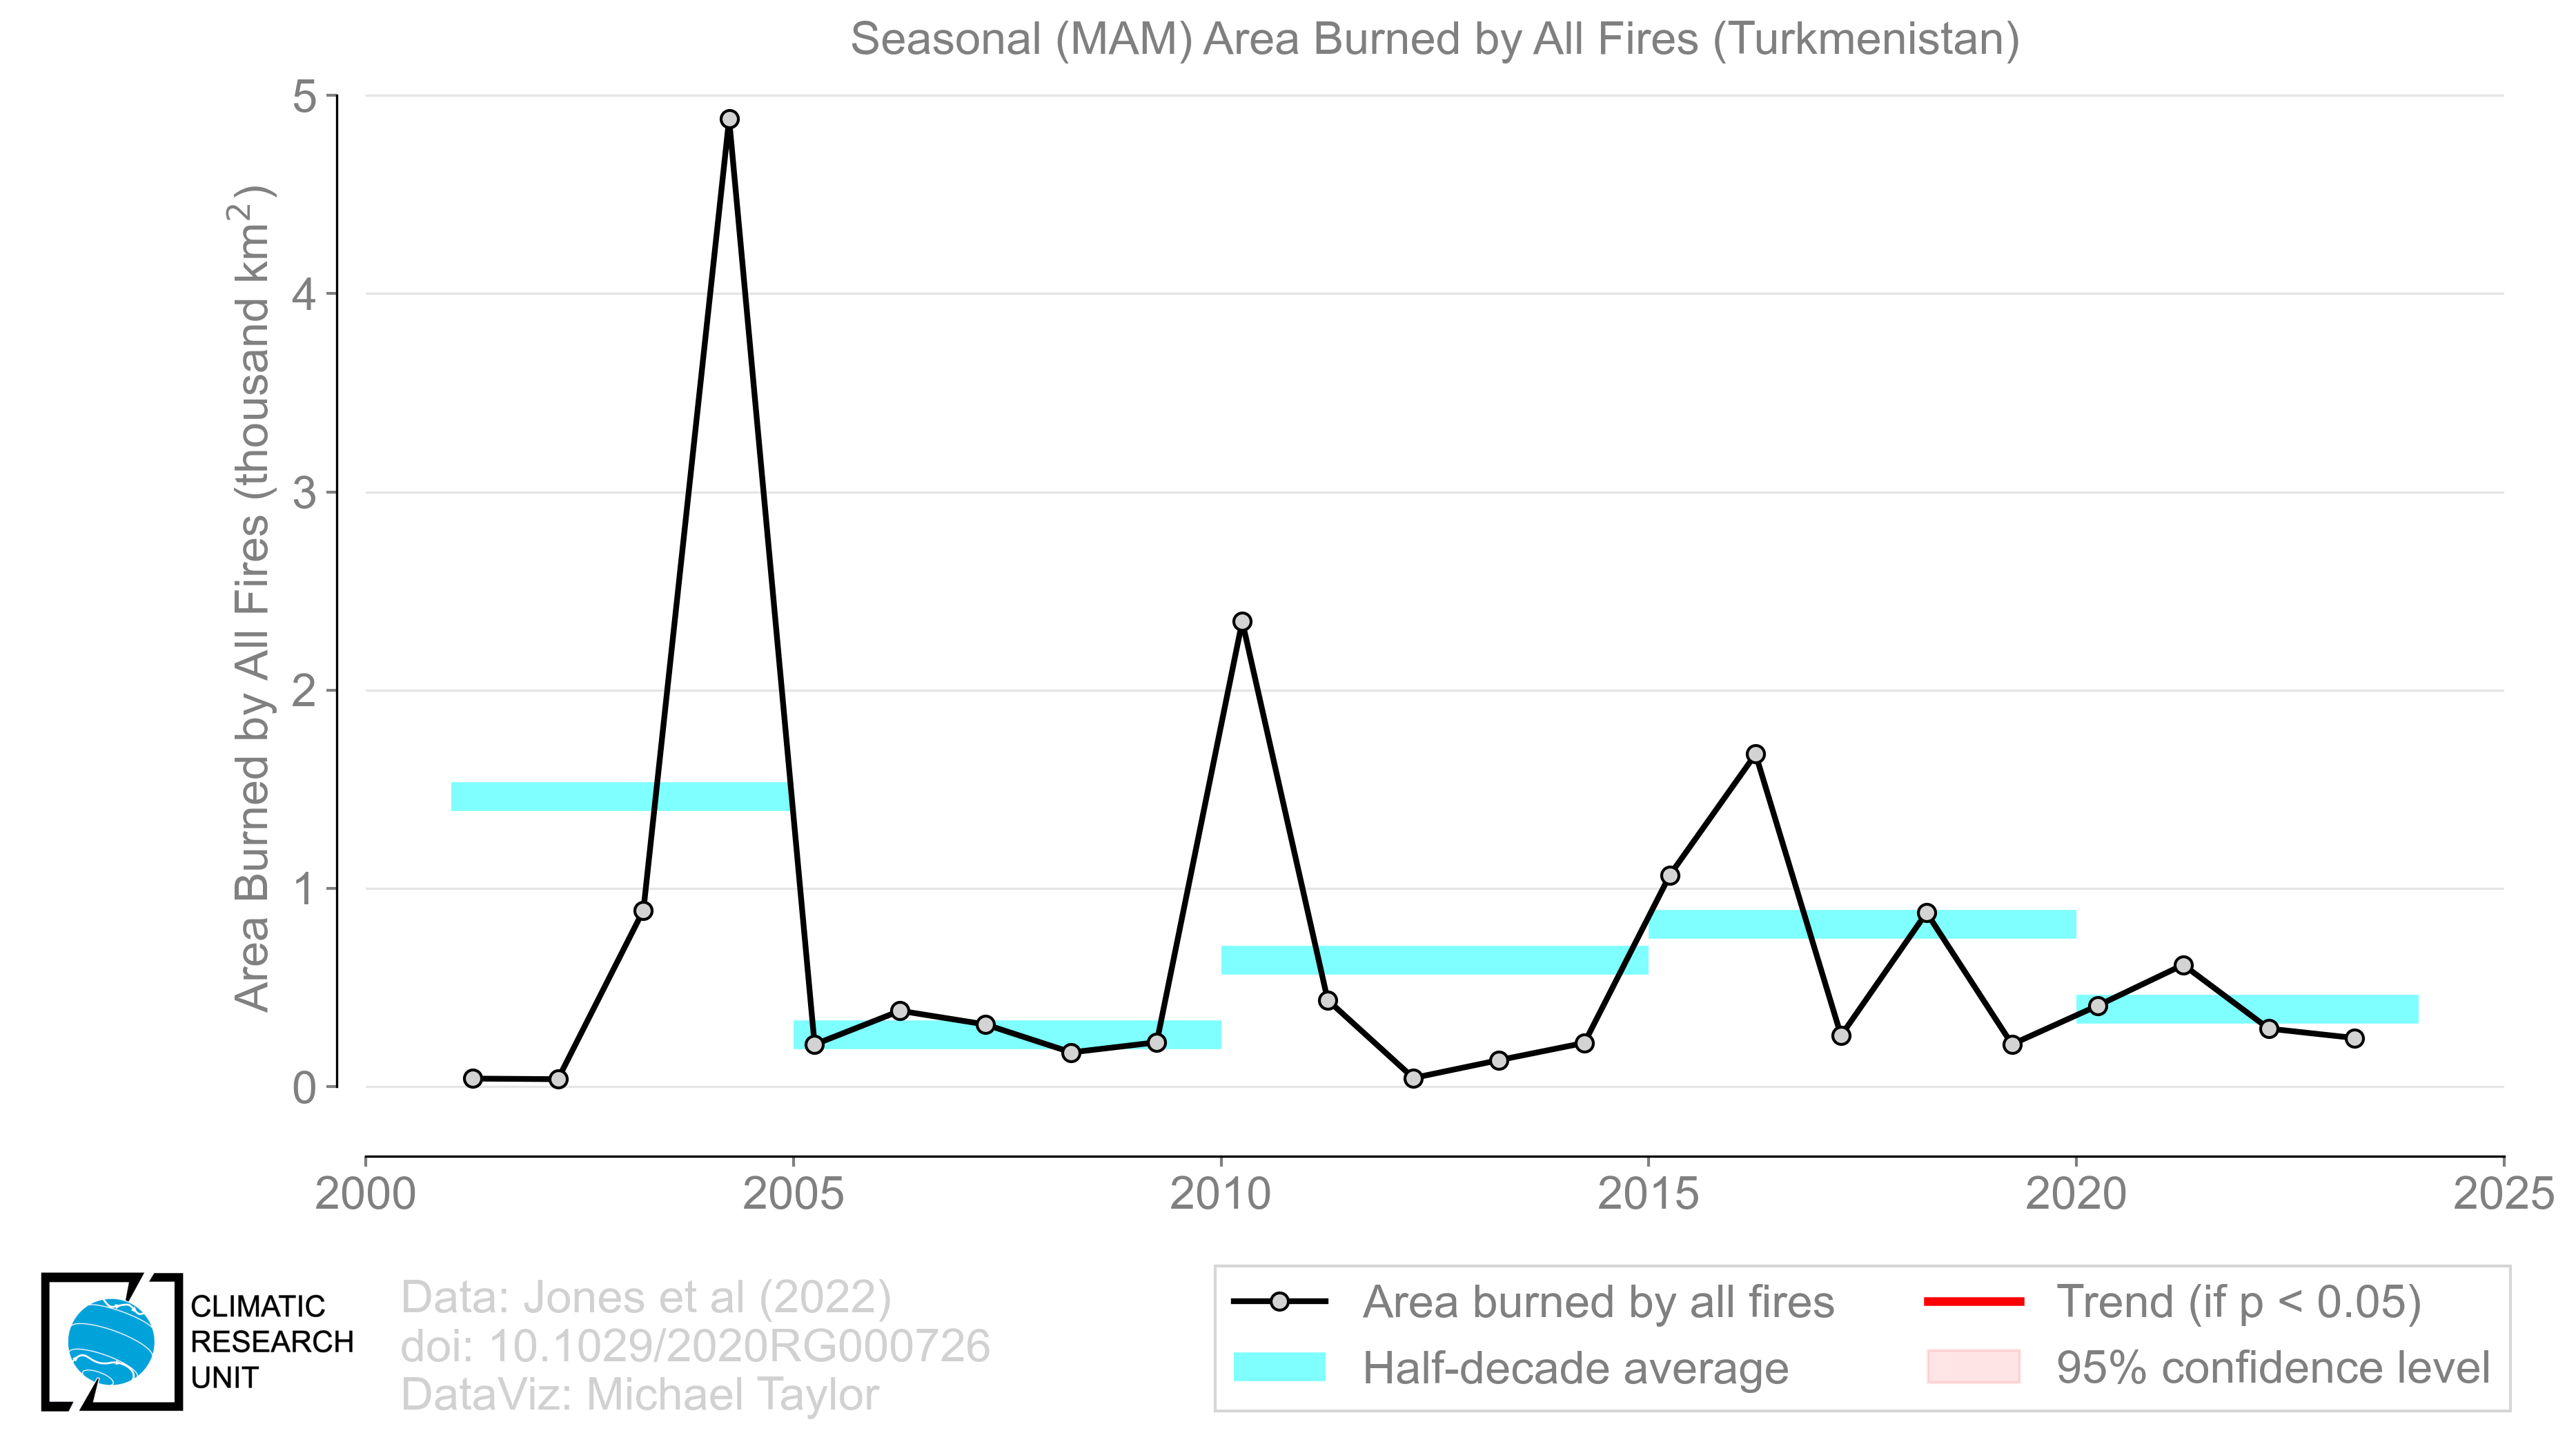 Seasonal (MAM) Area Burned by All Fires (Turkmenistan)
Area Burned by All Fires (thousand km²)
5
4
3
2
1
0
2000
2005
2010
2015
2020
2025
CLIMATIC
RESEARCH
UNIT
Data: Jones et al (2022)
doi: 10.1029/2020RG000726
DataViz: Michael Taylor
Area burned by all fires
Half-decade average
Trend (if p < 0.05)
95% confidence level